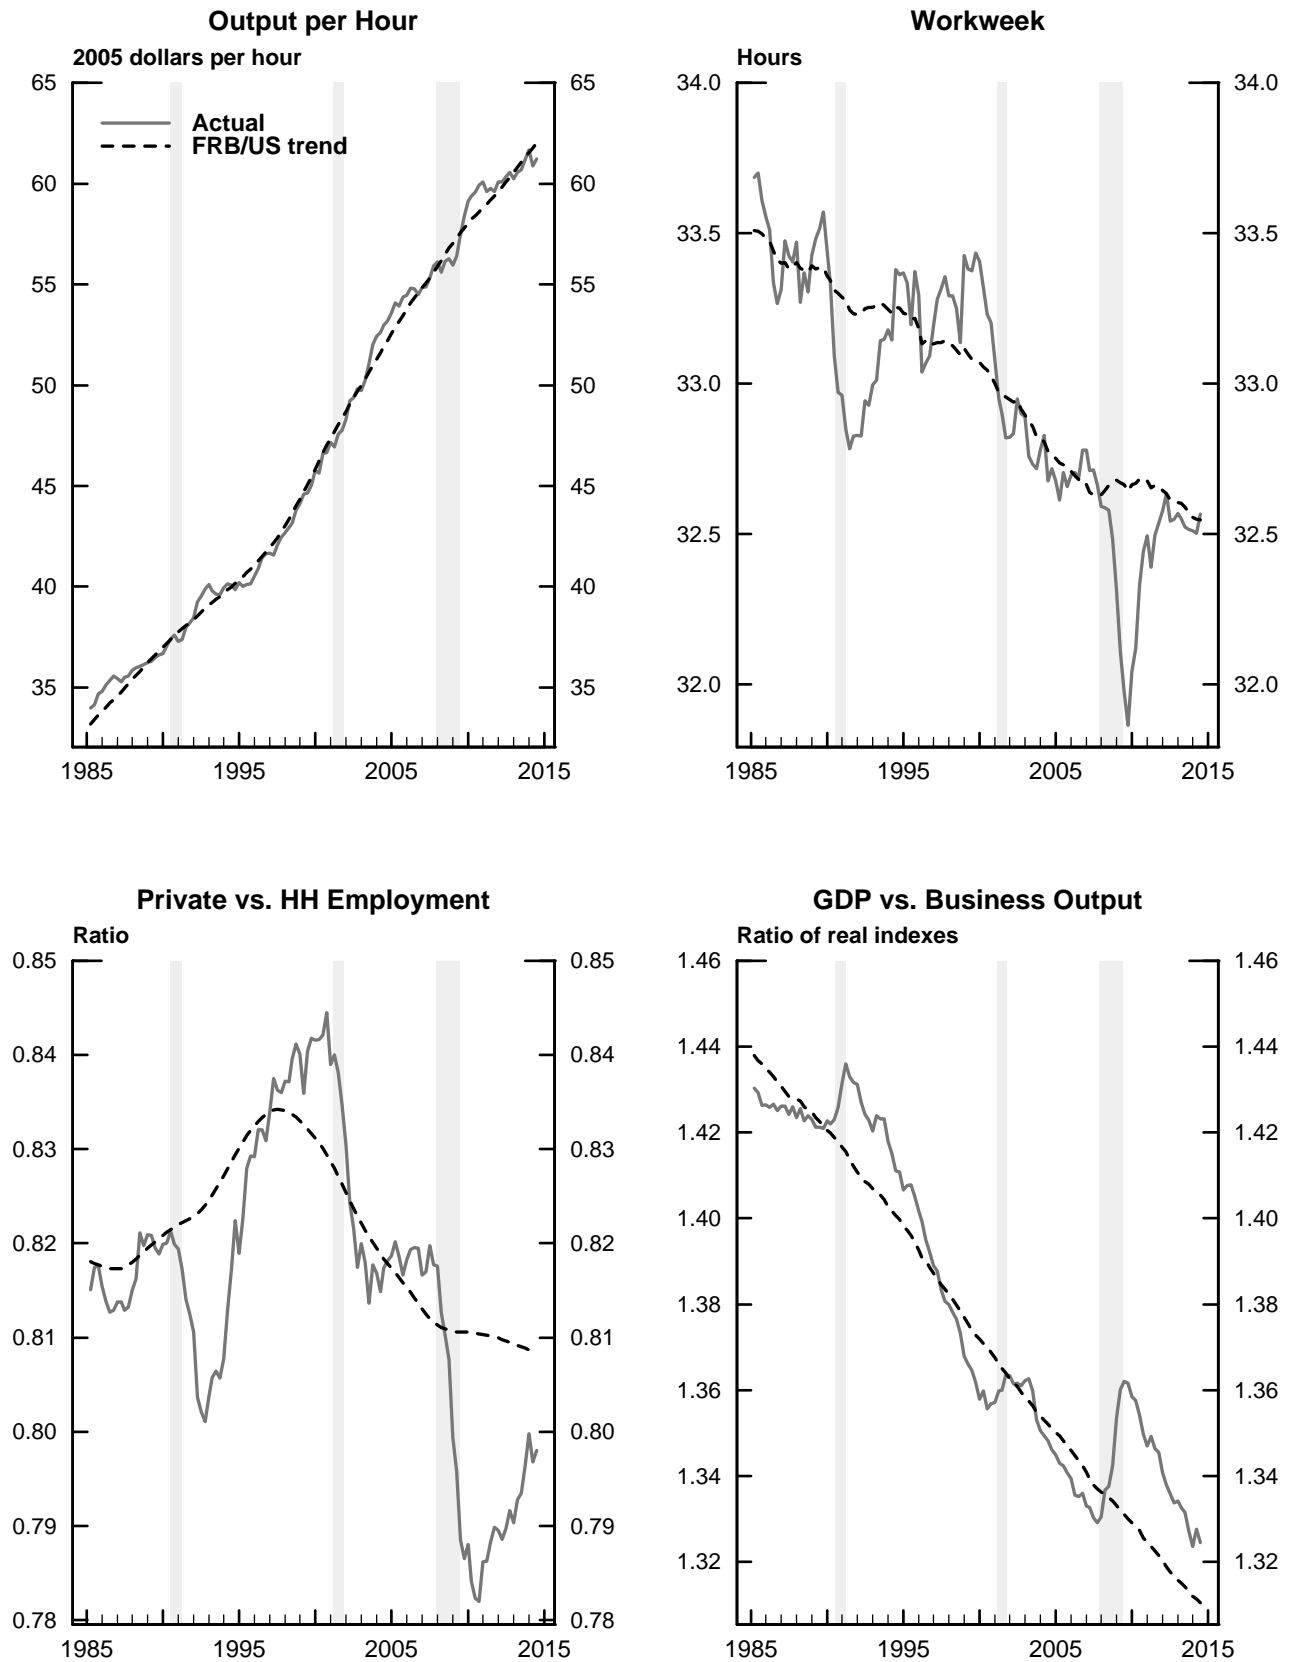 Output per Hour
2005 dollars per hour
65 65
60 60
55 55
50 50
45 45
40 40
35 35
Actual
FRB/US trend
1985 1995 2005 2015
Workweek
Hours
34.0 34.0
33.5 33.5
33.0 33.0
32.5 32.5
32.0 32.0
1985 1995 2005 2015
Private vs. HH Employment
Ratio
0.85 0.85
0.84 0.84
0.83 0.83
0.82 0.82
0.81 0.81
0.80 0.80
0.79 0.79
0.78 0.78
1985 1995 2005 2015
GDP vs. Business Output
Ratio of real indexes
1.46 1.46
1.44 1.44
1.42 1.42
1.40 1.40
1.38 1.38
1.36 1.36
1.34 1.34
1.32 1.32
1985 1995 2005 2015